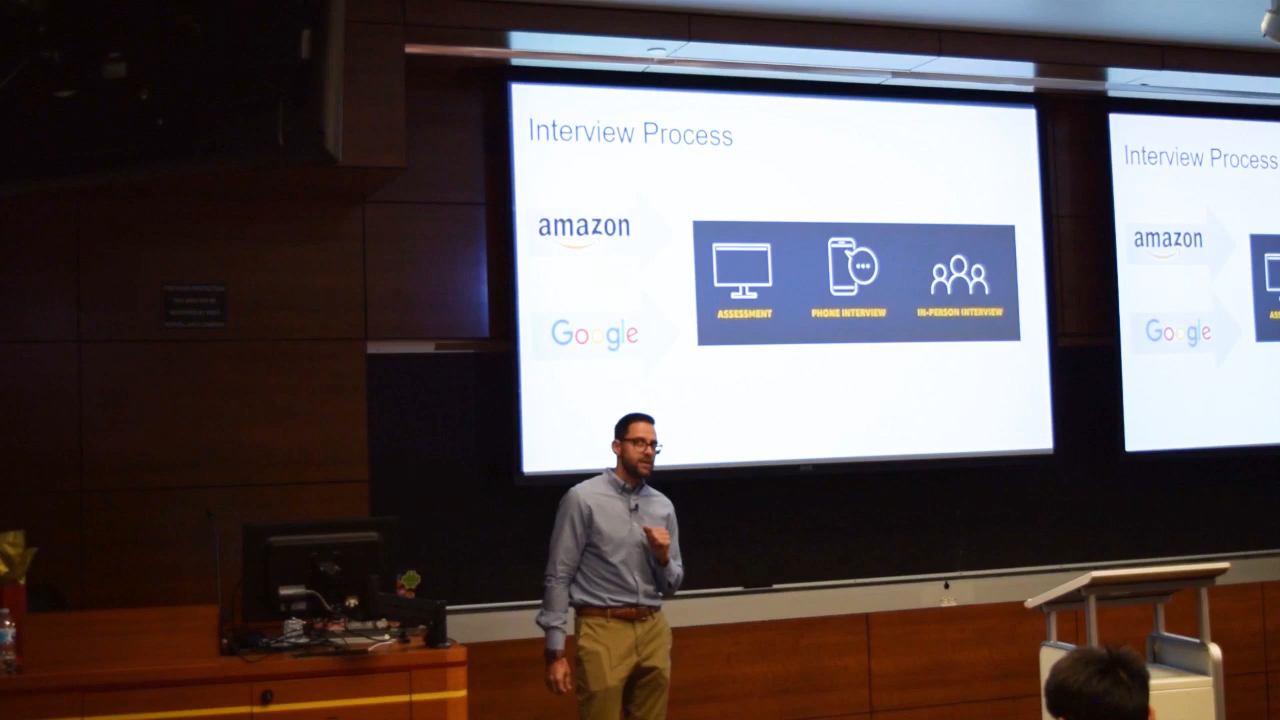 Interview Process
amazon
Google
ASSESSMENT
PHONE INTERVIEW
IN-PERSON INTERVIEW
Interview Process
amazon
Google